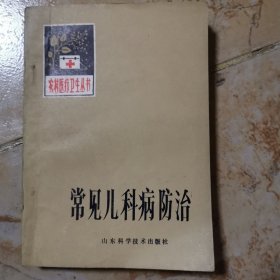 农村医疗卫生丛书
常见儿科病防治
山东科学技术出版社